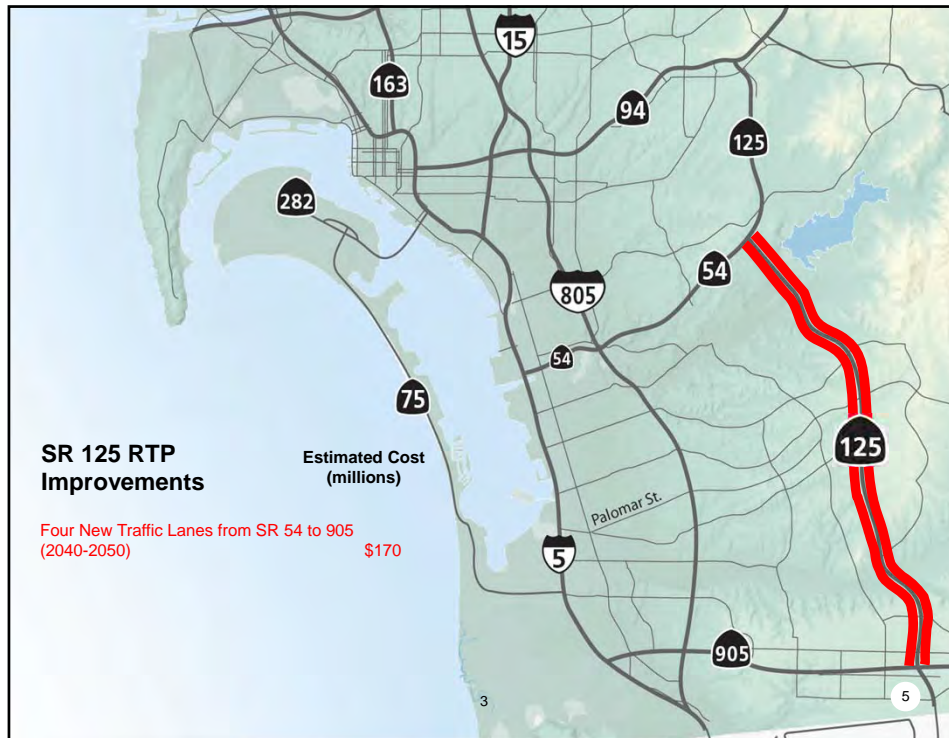 15
163
94
125
282
54
805
54
75
SR 125 RTP
Improvements
Estimated Cost
(millions)
125
Palomar St.
Four New Traffic Lanes from SR 54 to 905
(2040-2050) $170
5
905
3
5